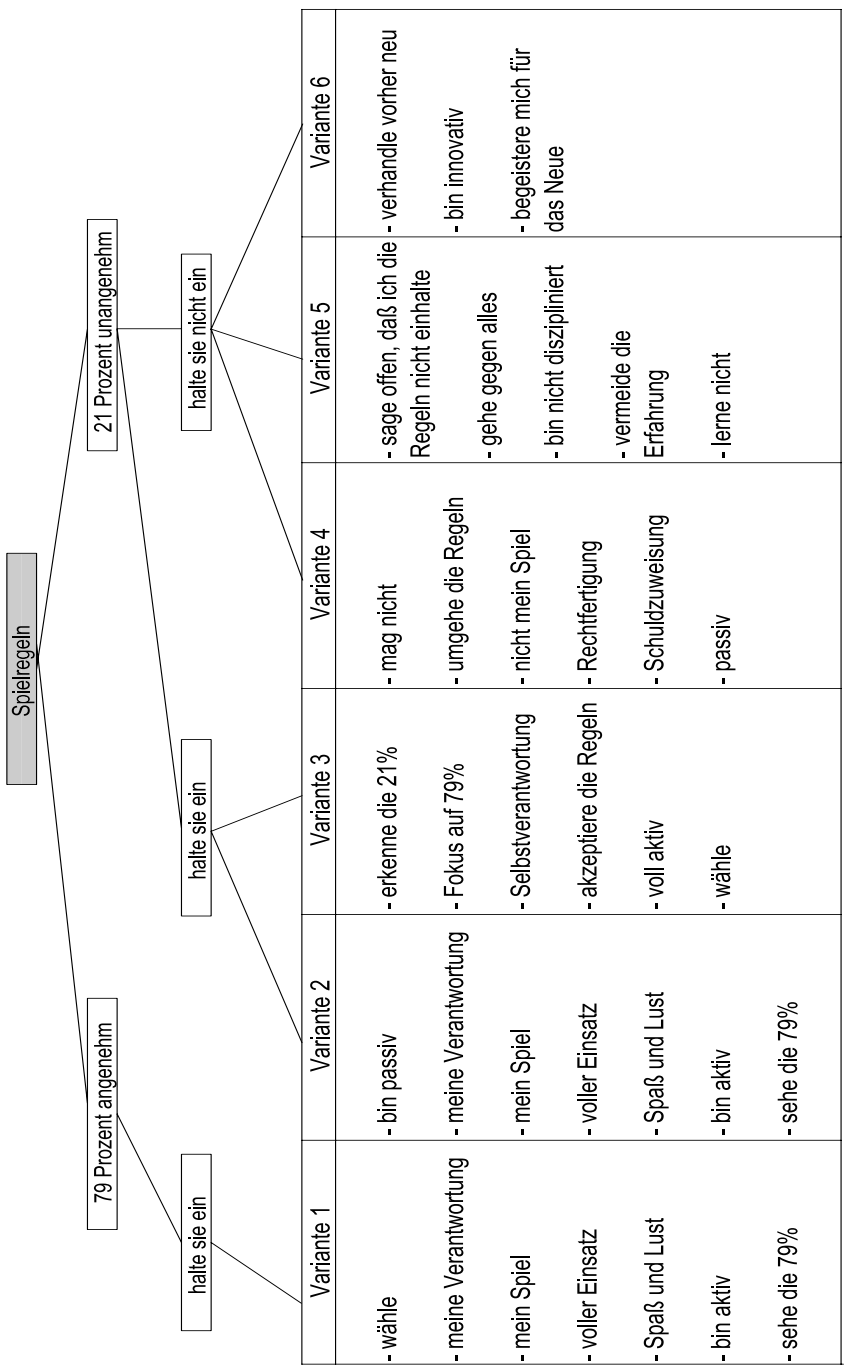 Spielregeln
79 Prozent angenehm
21 Prozent unangenehm
halte sie ein
halte sie ein
halte sie nicht ein
Variante 1
- wähle
- meine Verantwortung
- mein Spiel
- voller Einsatz
- Spaß und Lust
- bin aktiv
- sehe die 79%
Variante 2
- bin passiv
- meine Verantwortung
- mein Spiel
- voller Einsatz
- Spaß und Lust
- bin aktiv
- sehe die 79%
Variante 3
- erkenne die 21%
- Fokus auf 79%
- Selbstverantwortung
- akzeptiere die Regeln
- voll aktiv
- wähle
Variante 4
- mag nicht
- umgehe die Regeln
- nicht mein Spiel
- Rechtfertigung
- Schuldzuweisung
- passiv
Variante 5
- sage offen, daß ich die
Regeln nicht einhalte
- gehe gegen alles
- bin nicht diszipliniert
- vermeide die
Erfahrung
- lerne nicht
Variante 6
- verhandle vorher neu
- bin innovativ
- begeistere mich für
das Neue